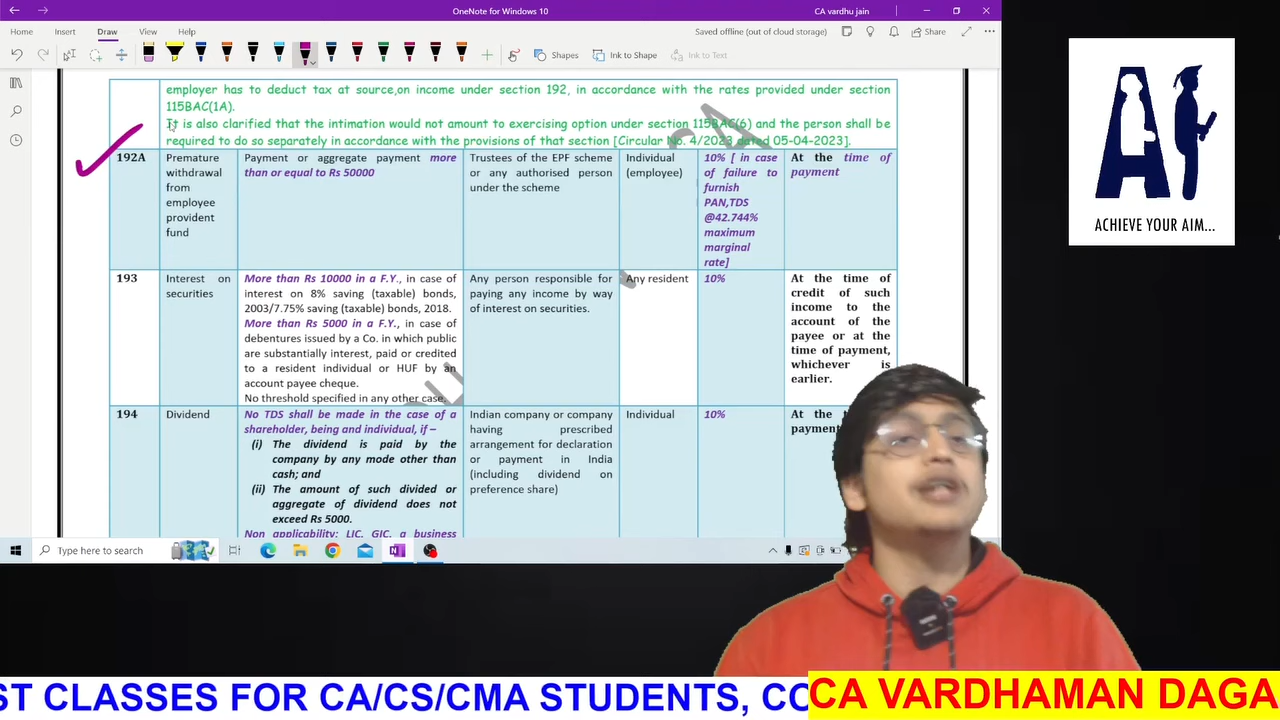 OneNote for Windows 10
CA vardhu jain
Home Insert Draw View Help
Saved offline (out of cloud storage)
Share
Shapes
Ink to Shape
Ink to Text
employer has to deduct tax at source,on income under section 192, in accordance with the rates provided under section
115BAC(1A).
It is also clarified that the intimation would not amount to exercising option under section 115BAC(6) and the person shall be
required to do so separately in accordance with the provisions of that section [Circular No. 4/2023 dated 05-04-2023].
192A
Premature
withdrawal
from
employee
provident
fund
Payment or aggregate payment more
than or equal to Rs 50000
Trustees of the EPF scheme
or any authorised person
under the scheme
Individual
(employee)
10% [ in case
of failure to
furnish
PAN,TDS
@42.744%
maximum
marginal
rate]
At the time of
payment
193
Interest on
securities
More than Rs 10000 in a F.Y., in case of
interest on 8% saving (taxable) bonds,
2003/7.75% saving (taxable) bonds, 2018.
More than Rs 5000 in a F.Y., in case of
debentures issued by a Co. in which public
are substantially interest, paid or credited
to a resident individual or HUF by an
account payee cheque.
No threshold specified in any other case.
Any person responsible for
paying any income by way
of interest on securities.
Any resident
10%
At the time of
credit of such
income to the
account of the
payee or at the
time of payment,
whichever is
earlier.
194
Dividend
No TDS shall be made in the case of a
shareholder, being and individual, if –
(i) The dividend is paid by the
company by any mode other than
cash; and
(ii) The amount of such divided or
aggregate of dividend does not
exceed Rs 5000.
Non applicability: LIC, GIC, a business
Indian company or company
having prescribed
arrangement for declaration
or payment in India
(including dividend on
preference share)
Individual
10%
At the
payment
Type here to search
ACHIEVE YOUR AIM...
ST CLASSES FOR CA/CS/CMA STUDENTS, CO
CA VARDHAMAN DAGA